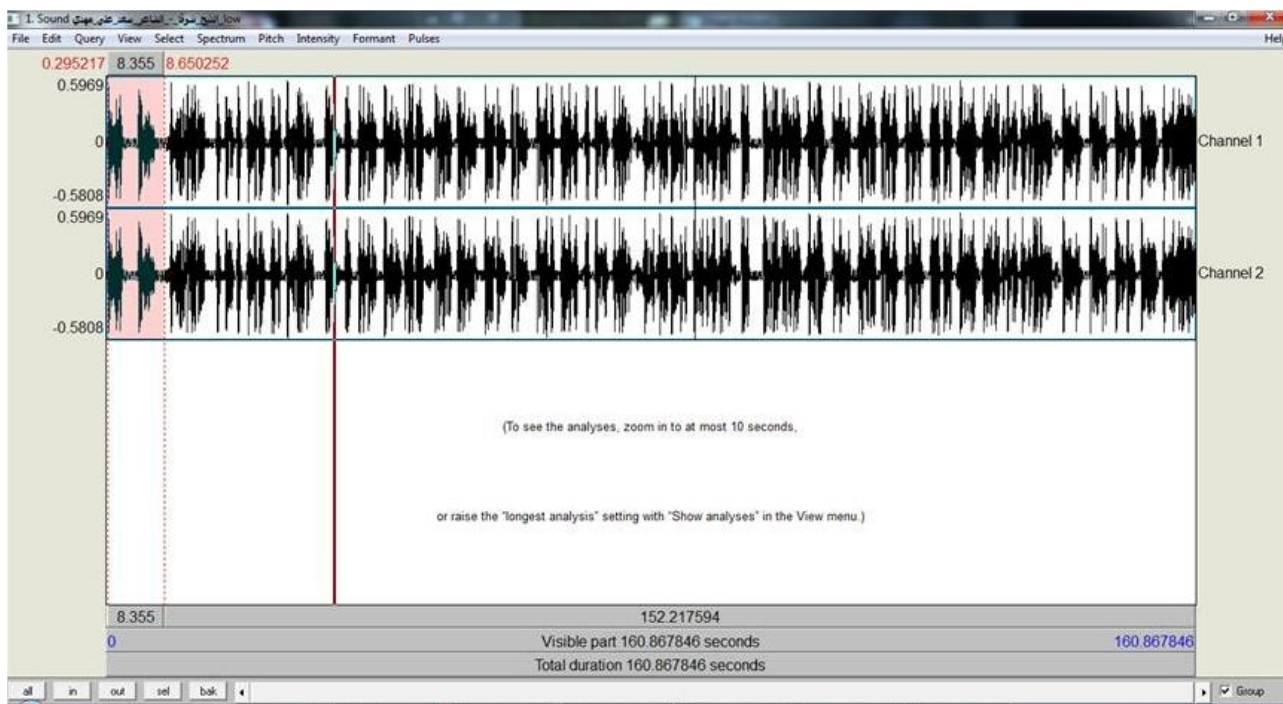 1. Sound الشيخ_شوقا_-_الشاعر_سعد_علي_مهدي_low
File Edit Query View Select Spectrum Pitch Intensity Formant Pulses Hel
0.295217 8.355 8.650252
0.5969
0
-0.5808
Channel 1
0.5969
0
-0.5808
Channel 2
(To see the analyses, zoom in to at most 10 seconds,
or raise the "longest analysis" setting with "Show analyses" in the View menu.)
8.355 152.217594
0 Visible part 160.867846 seconds 160.867846
Total duration 160.867846 seconds
all in out sel bak Group